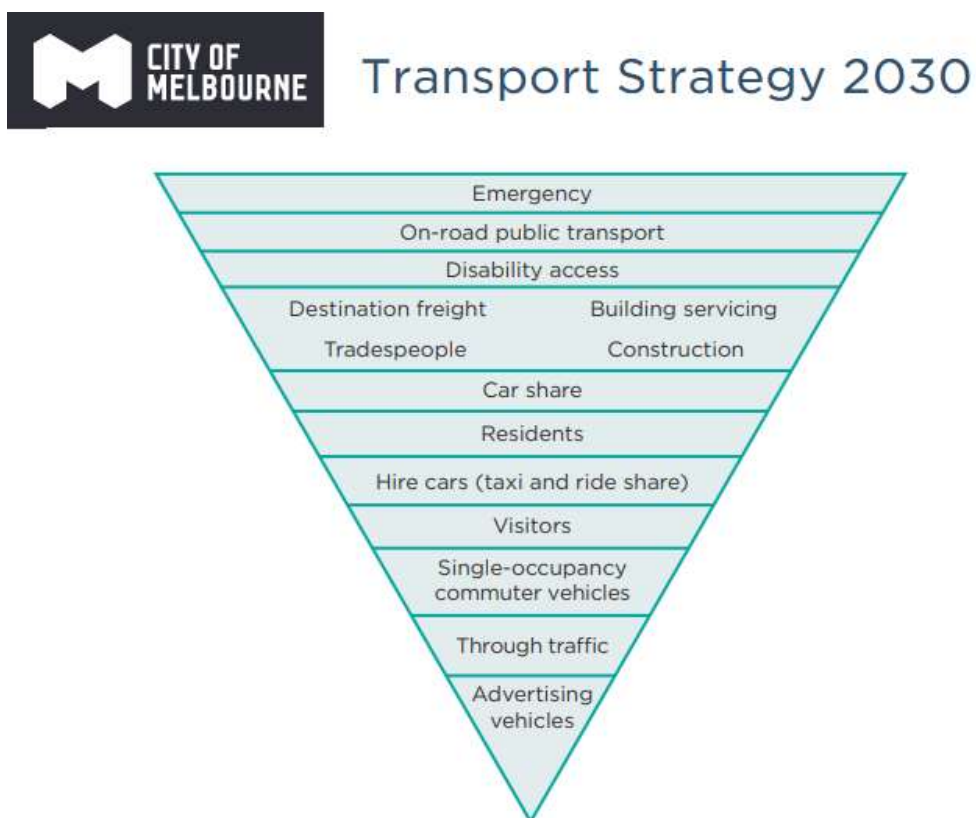 CITY OF
MELBOURNE
Transport Strategy 2030
Emergency
On-road public transport
Disability access
Destination freight Building servicing
Tradespeople Construction
Car share
Residents
Hire cars (taxi and ride share)
Visitors
Single-occupancy
commuter vehicles
Through traffic
Advertising
vehicles